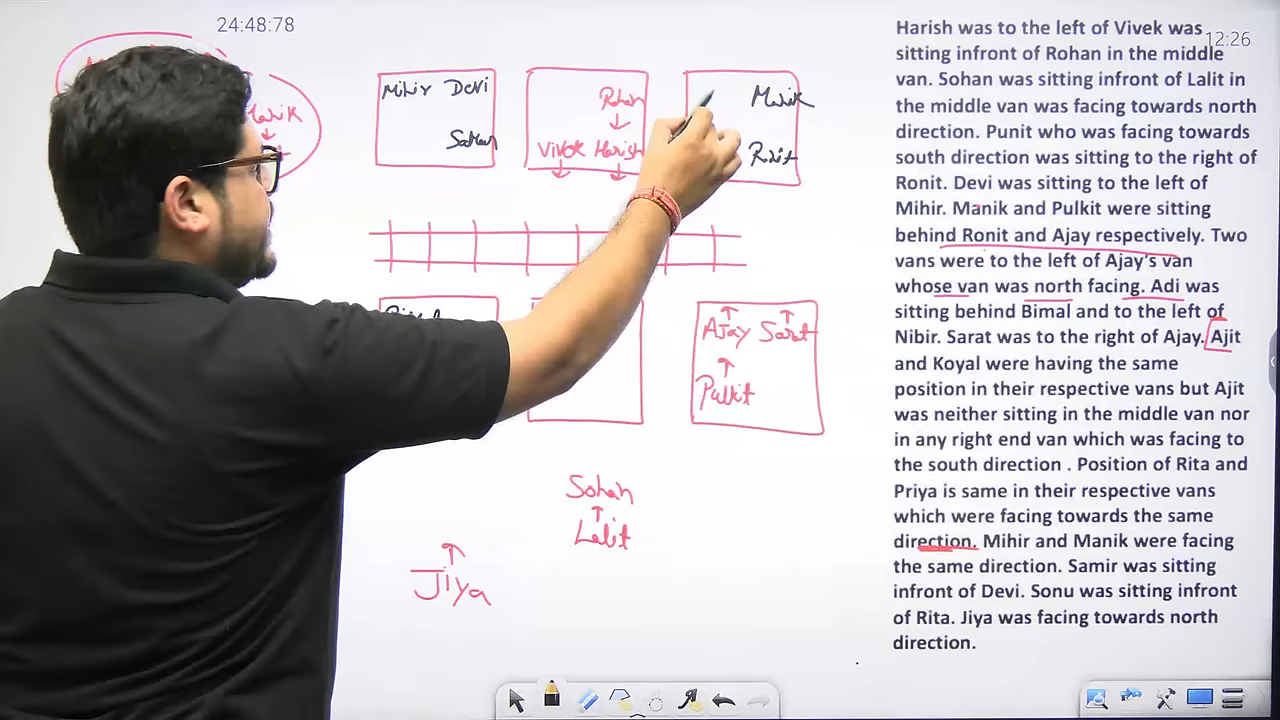 24:48:78
12:26
Harish was to the left of Vivek was
sitting infront of Rohan in the middle
van. Sohan was sitting infront of Lalit in
the middle van was facing towards north
direction. Punit who was facing towards
south direction was sitting to the right of
Ronit. Devi was sitting to the left of
Mihir. Manik and Pulkit were sitting
behind Ronit and Ajay respectively. Two
vans were to the left of Ajay's van
whose van was north facing. Adi was
sitting behind Bimal and to the left of
Nibir. Sarat was to the right of Ajay. Ajit
and Koyal were having the same
position in their respective vans but Ajit
was neither sitting in the middle van nor
in any right end van which was facing to
the south direction . Position of Rita and
Priya is same in their respective vans
which were facing towards the same
direction. Mihir and Manik were facing
the same direction. Samir was sitting
infront of Devi. Sonu was sitting infront
of Rita. Jiya was facing towards north
direction.
Mihir Devi
Rohan
Manik
Vivek Harish
Ronit
Manik
Ajay Sarat
Pulkit
Sohan
Lalit
Jiya